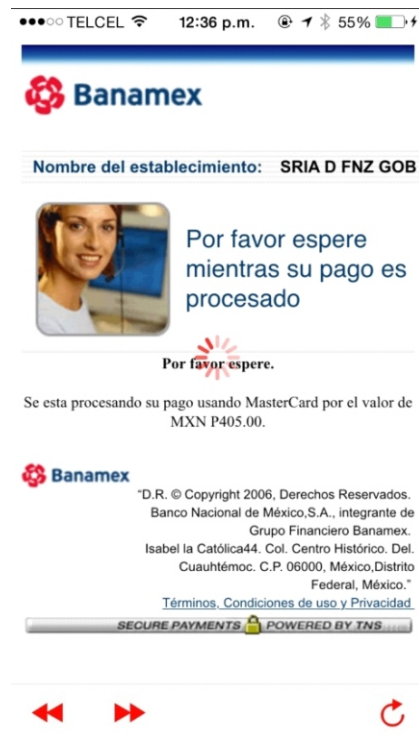 TELCEL 12:36 p.m. 55%
Banamex
Nombre del establecimiento: SRIA D FNZ GOB
Por favor espere
mientras su pago es
procesado
Por favor espere.
Se esta procesando su pago usando MasterCard por el valor de
MXN P405.00.
Banamex
"D.R. © Copyright 2006, Derechos Reservados.
Banco Nacional de México,S.A., integrante de
Grupo Financiero Banamex.
Isabel la Católica44. Col. Centro Histórico. Del.
Cuauhtémoc. C.P. 06000, México,Distrito
Federal, México."
Términos, Condiciones de uso y Privacidad
SECURE PAYMENTS POWERED BY TNS